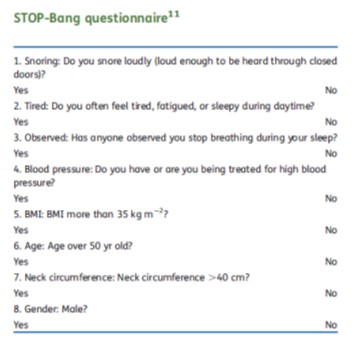 STOP-Bang questionnaire¹¹
1. Snoring: Do you snore loudly (loud enough to be heard through closed
doors)?
Yes No
2. Tired: Do you often feel tired, fatigued, or sleepy during daytime?
Yes No
3. Observed: Has anyone observed you stop breathing during your sleep?
Yes No
4. Blood pressure: Do you have or are you being treated for high blood
pressure?
Yes No
5. BMI: BMI more than 35 kg m⁻²?
Yes No
6. Age: Age over 50 yr old?
Yes No
7. Neck circumference: Neck circumference >40 cm?
Yes No
8. Gender: Male?
Yes No